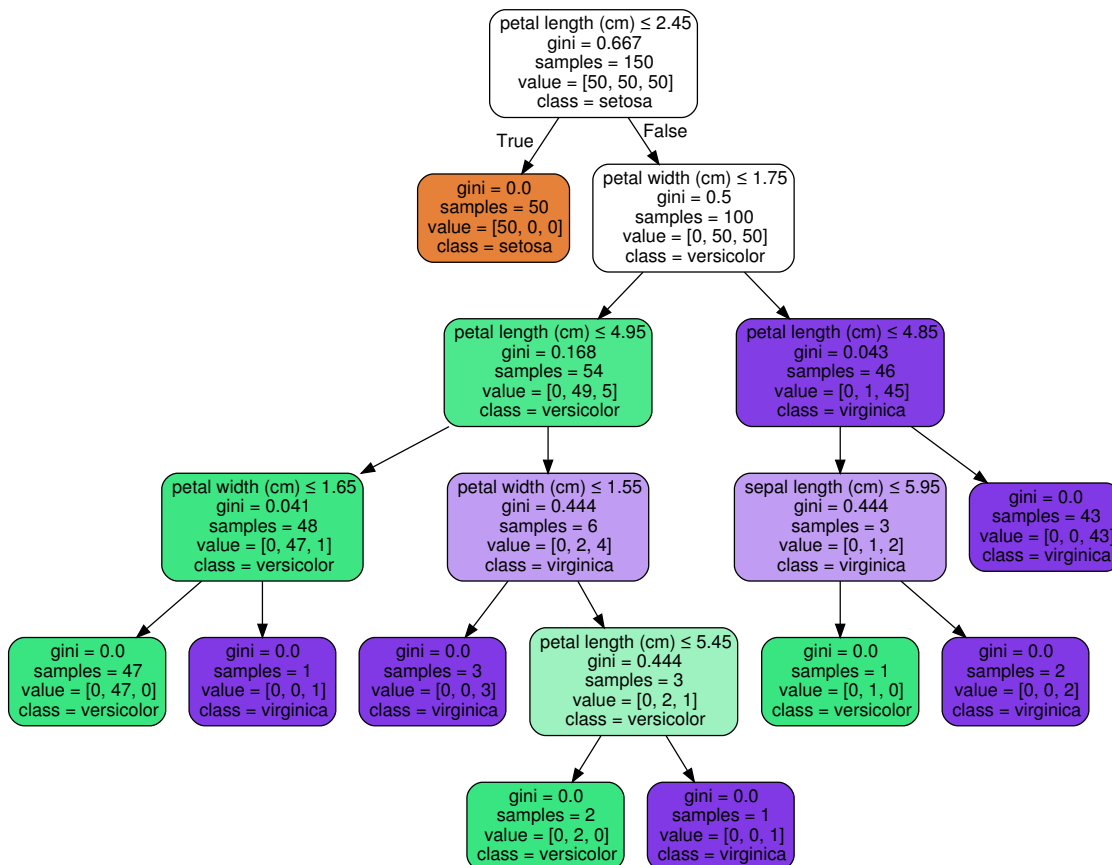 petal length (cm) ≤ 2.45
gini = 0.667
samples = 150
value = [50, 50, 50]
class = setosa
True
False
gini = 0.0
samples = 50
value = [50, 0, 0]
class = setosa
petal width (cm) ≤ 1.75
gini = 0.5
samples = 100
value = [0, 50, 50]
class = versicolor
petal length (cm) ≤ 4.95
gini = 0.168
samples = 54
value = [0, 49, 5]
class = versicolor
petal length (cm) ≤ 4.85
gini = 0.043
samples = 46
value = [0, 1, 45]
class = virginica
petal width (cm) ≤ 1.65
gini = 0.041
samples = 48
value = [0, 47, 1]
class = versicolor
petal width (cm) ≤ 1.55
gini = 0.444
samples = 6
value = [0, 2, 4]
class = virginica
sepal length (cm) ≤ 5.95
gini = 0.444
samples = 3
value = [0, 1, 2]
class = virginica
gini = 0.0
samples = 43
value = [0, 0, 43]
class = virginica
gini = 0.0
samples = 47
value = [0, 47, 0]
class = versicolor
gini = 0.0
samples = 1
value = [0, 0, 1]
class = virginica
gini = 0.0
samples = 3
value = [0, 0, 3]
class = virginica
petal length (cm) ≤ 5.45
gini = 0.444
samples = 3
value = [0, 2, 1]
class = versicolor
gini = 0.0
samples = 1
value = [0, 1, 0]
class = versicolor
gini = 0.0
samples = 2
value = [0, 0, 2]
class = virginica
gini = 0.0
samples = 2
value = [0, 2, 0]
class = versicolor
gini = 0.0
samples = 1
value = [0, 0, 1]
class = virginica